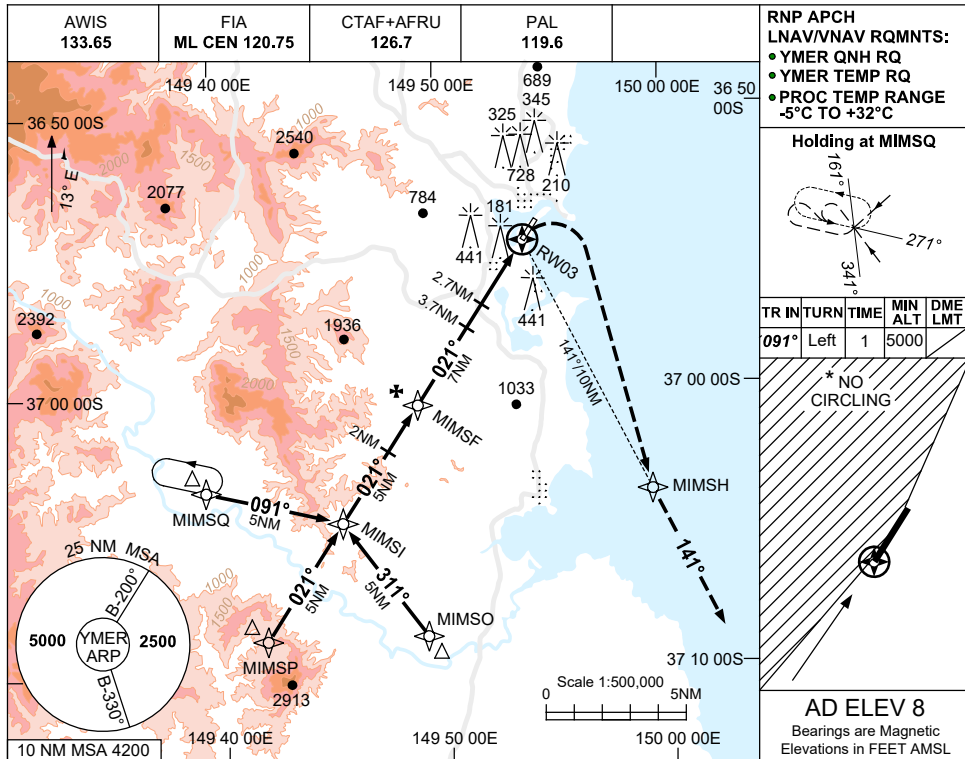 AWIS
133.65
FIA
ML CEN 120.75
CTAF+AFRU
126.7
PAL
119.6
RNP APCH
LNAV/VNAV RQMNTS:
YMER QNH RQ
YMER TEMP RQ
PROC TEMP RANGE
-5°C TO +32°C
Holding at MIMSQ
161°
271°
341°
TR IN
TURN
TIME
MIN ALT
DME LMT
091°
Left
1
5000
* NO
CIRCLING
AD ELEV 8
Bearings are Magnetic
Elevations in FEET AMSL
149 40 00E
149 50 00E
150 00 00E
36 50
00S
36 50 00S
13° E
2000
1500
1000
2540
2077
689
345
325
728
210
784
181
441
RW03
441
1000
1000
2392
1936
1500
2000
2.7NM
3.7NM
021°
7NM
141°/10NM
37 00 00S
37 00 00S
1033
MIMSF
2NM
021°
5NM
MIMSH
141°
MIMSQ
091°
5NM
MIMSI
021°
5NM
311°
5NM
MIMSO
MIMSP
1000
1500
2913
25 NM MSA
B-200°
5000
YMER
ARP
2500
B-330°
10 NM MSA 4200
37 10 00S
Scale 1:500,000
0
5NM
149 40 00E
149 50 00E
150 00 00E